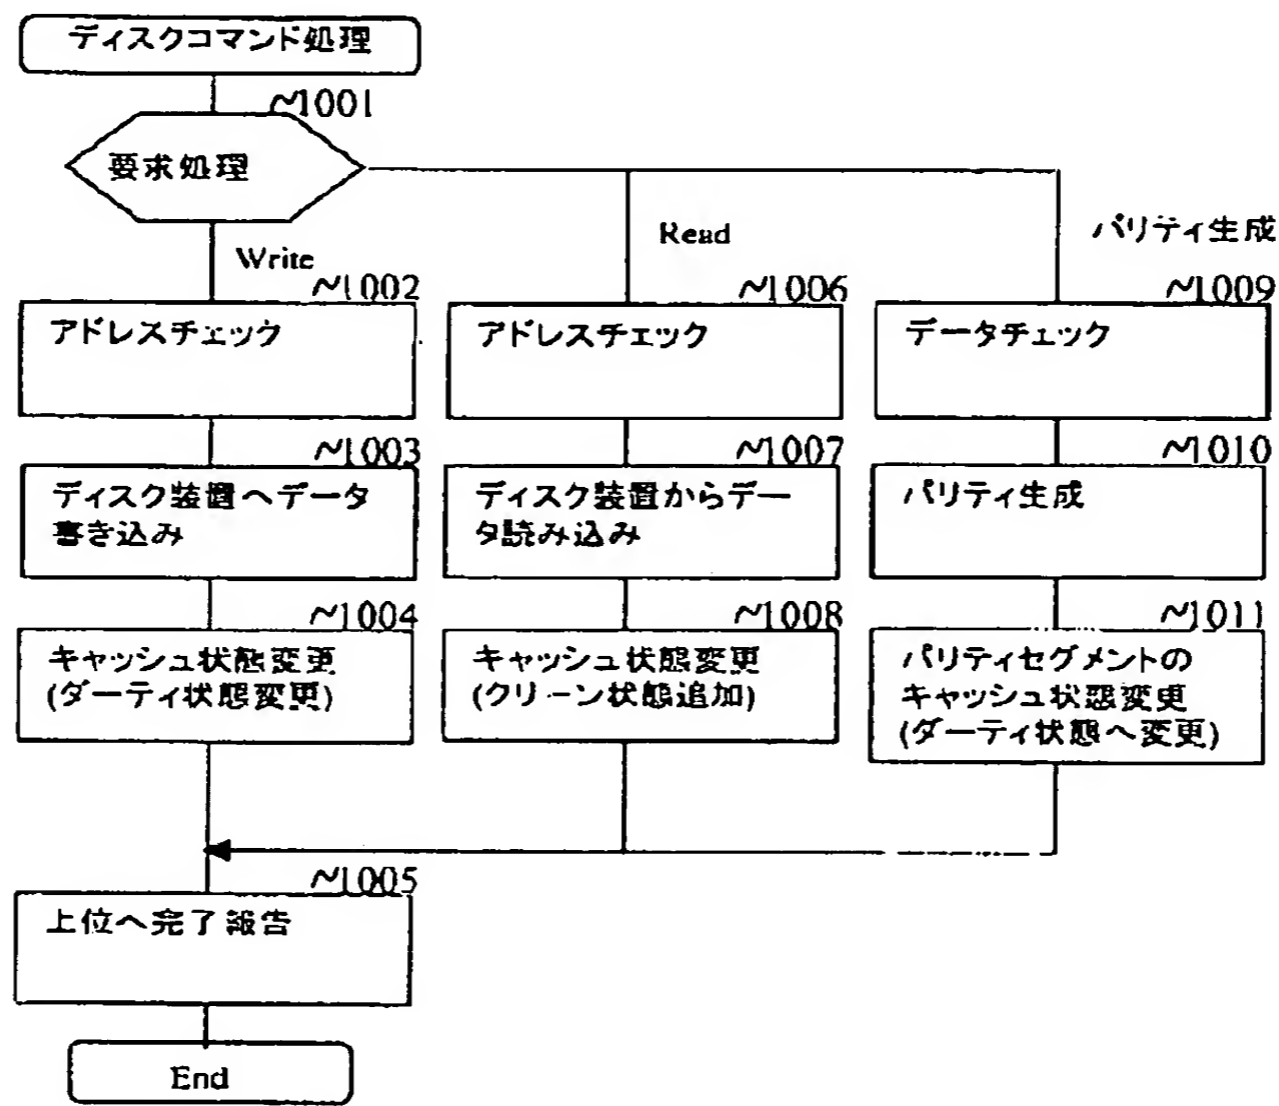 ディスクコマンド処理
~1001
要求処理
Write
Read
パリティ生成
~1002
アドレスチェック
~1006
アドレスチェック
~1009
データチェック
~1003
ディスク装置へデータ
書き込み
~1007
ディスク装置からデー
タ読み込み
~1010
パリティ生成
~1004
キャッシュ状態変更
(ダーティ状態変更)
~1008
キャッシュ状態変更
(クリーン状態追加)
~1011
パリティセグメントの
キャッシュ状態変更
(ダーティ状態へ変更)
~1005
上位へ完了報告
End